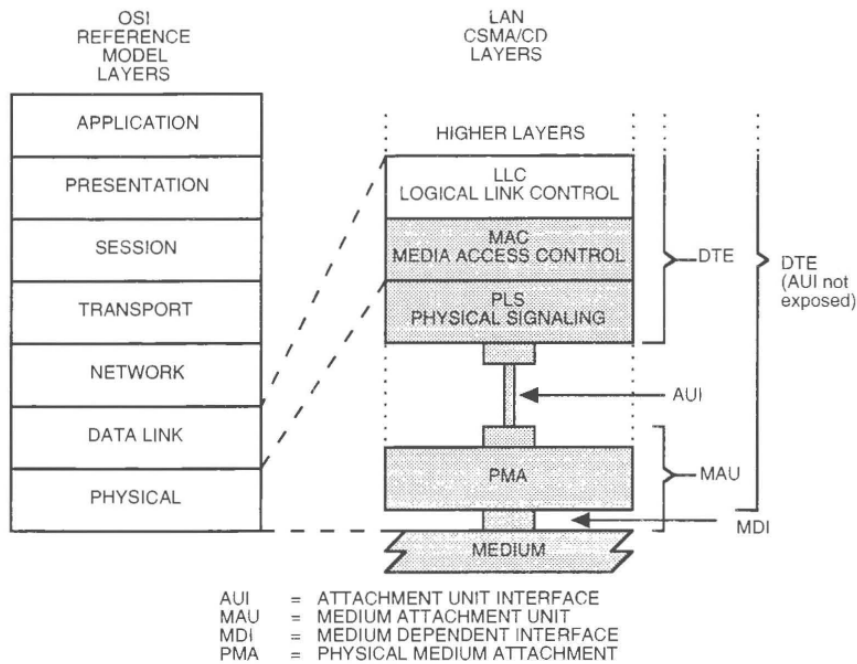 OSI
REFERENCE
MODEL
LAYERS
APPLICATION
PRESENTATION
SESSION
TRANSPORT
NETWORK
DATA LINK
PHYSICAL
LAN
CSMA/CD
LAYERS
HIGHER LAYERS
LLC
LOGICAL LINK CONTROL
MAC
MEDIA ACCESS CONTROL
PLS
PHYSICAL SIGNALING
DTE
DTE
(AUI not
exposed)
AUI
PMA
MAU
MDI
MEDIUM
AUI = ATTACHMENT UNIT INTERFACE
MAU = MEDIUM ATTACHMENT UNIT
MDI = MEDIUM DEPENDENT INTERFACE
PMA = PHYSICAL MEDIUM ATTACHMENT